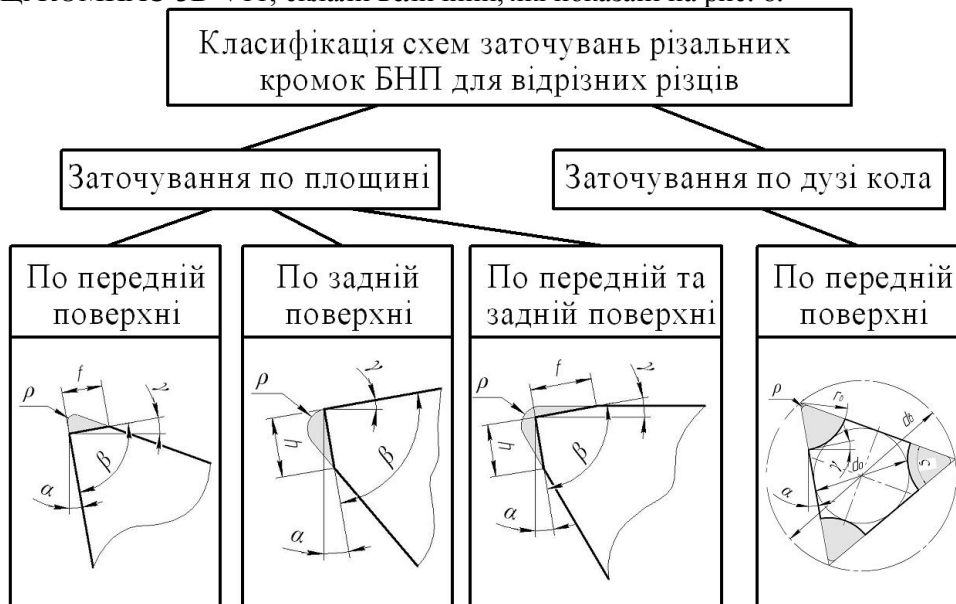 Класифікація схем заточувань різальних
кромок БНП для відрізних різців
Заточування по площині
Заточування по дузі кола
По передній
поверхні
По задній
поверхні
По передній та
задній поверхні
По передній
поверхні
ρ
f
γ
β
α
γ
ρ
h
β
α
ρ
f
γ
h
β
α
ρ
r₀
dв
γ
d₀
ς
α